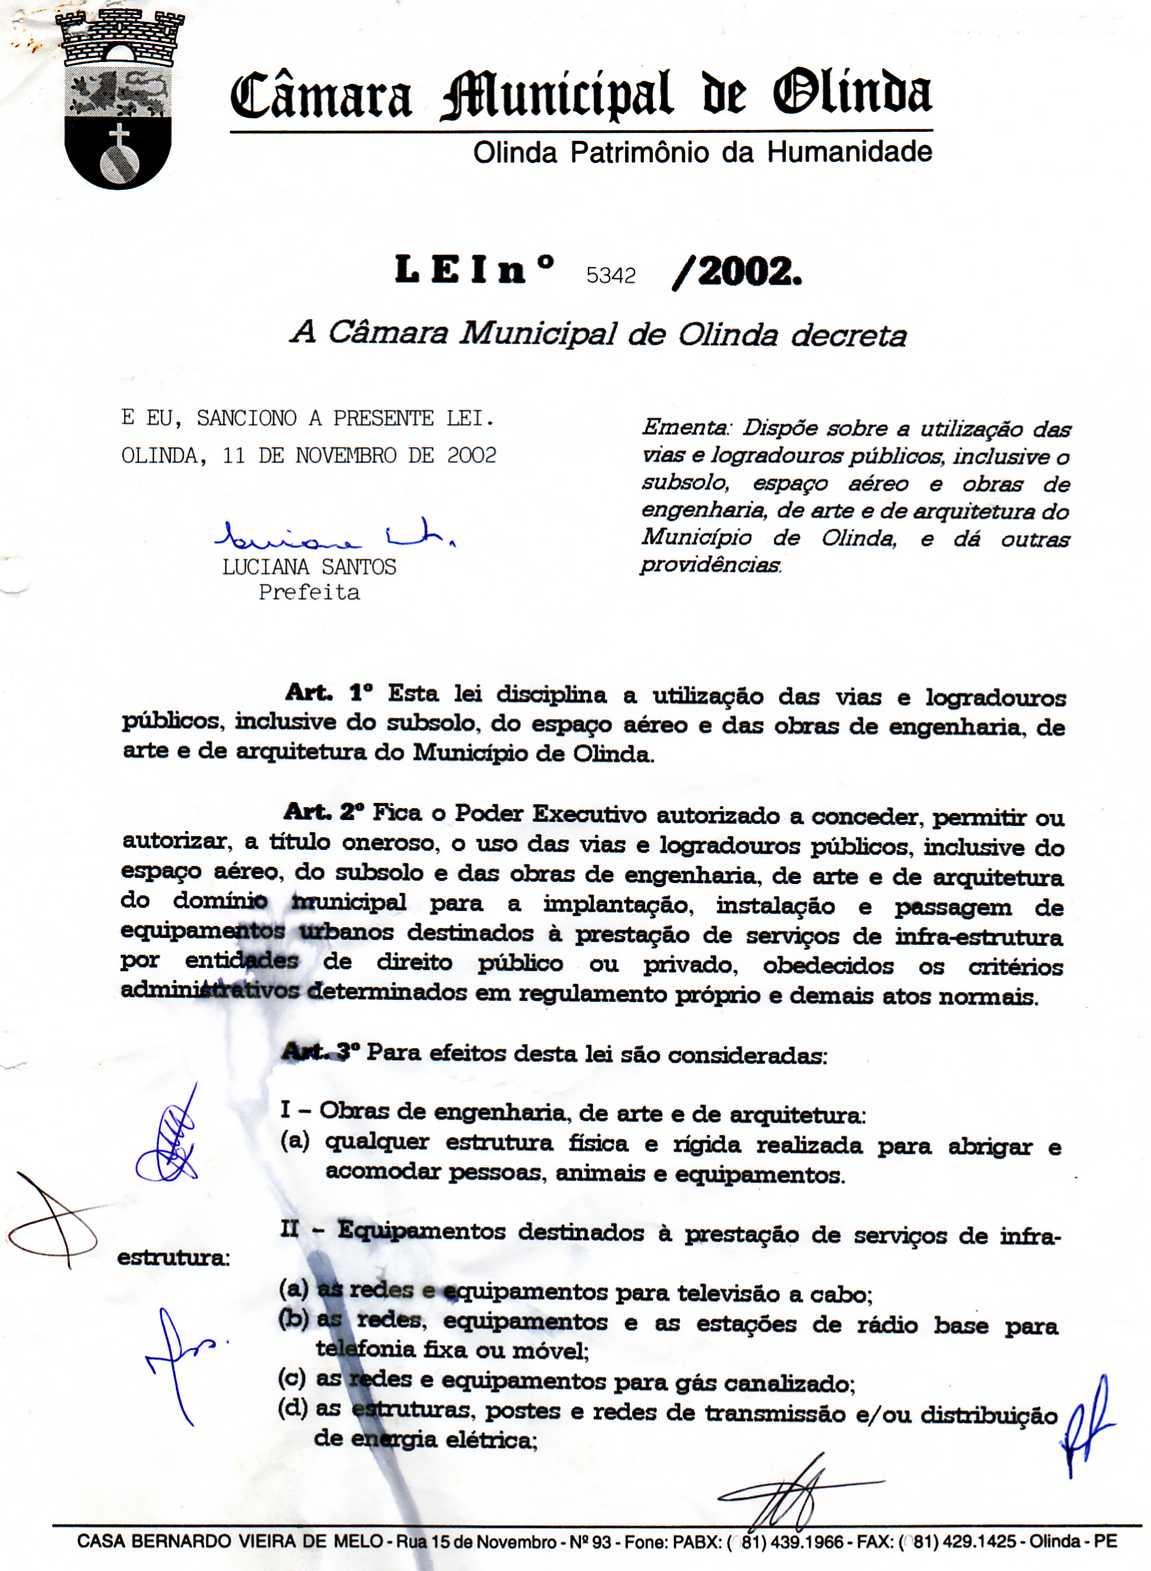 Câmara Municipal de Olinda
Olinda Patrimônio da Humanidade
LEI nº 5342 /2002.
A Câmara Municipal de Olinda decreta
E EU, SANCIONO A PRESENTE LEI.
OLINDA, 11 DE NOVEMBRO DE 2002
LUCIANA SANTOS
Prefeita
Ementa: Dispõe sobre a utilização das
vias e logradouros públicos, inclusive o
subsolo, espaço aéreo e obras de
engenharia, de arte e de arquitetura do
Município de Olinda, e dá outras
providências.
Art. 1º Esta lei disciplina a utilização das vias e logradouros
públicos, inclusive do subsolo, do espaço aéreo e das obras de engenharia, de
arte e de arquitetura do Município de Olinda.
Art. 2º Fica o Poder Executivo autorizado a conceder, permitir ou
autorizar, a título oneroso, o uso das vias e logradouros públicos, inclusive do
espaço aéreo, do subsolo e das obras de engenharia, de arte e de arquitetura
do domínio municipal para a implantação, instalação e passagem de
equipamentos urbanos destinados à prestação de serviços de infra-estrutura
por entidades de direito público ou privado, obedecidos os critérios
administrativos determinados em regulamento próprio e demais atos normais.
Art. 3º Para efeitos desta lei são consideradas:
I – Obras de engenharia, de arte e de arquitetura:
(a) qualquer estrutura física e rígida realizada para abrigar e
acomodar pessoas, animais e equipamentos.
II – Equipamentos destinados à prestação de serviços de infra-
estrutura:
(a) as redes e equipamentos para televisão a cabo;
(b) as redes, equipamentos e as estações de rádio base para
telefonia fixa ou móvel;
(c) as redes e equipamentos para gás canalizado;
(d) as estruturas, postes e redes de transmissão e/ou distribuição
de energia elétrica;
CASA BERNARDO VIEIRA DE MELO - Rua 15 de Novembro - Nº 93 - Fone: PABX: (081) 439.1966 - FAX: (081) 429.1425 - Olinda - PE